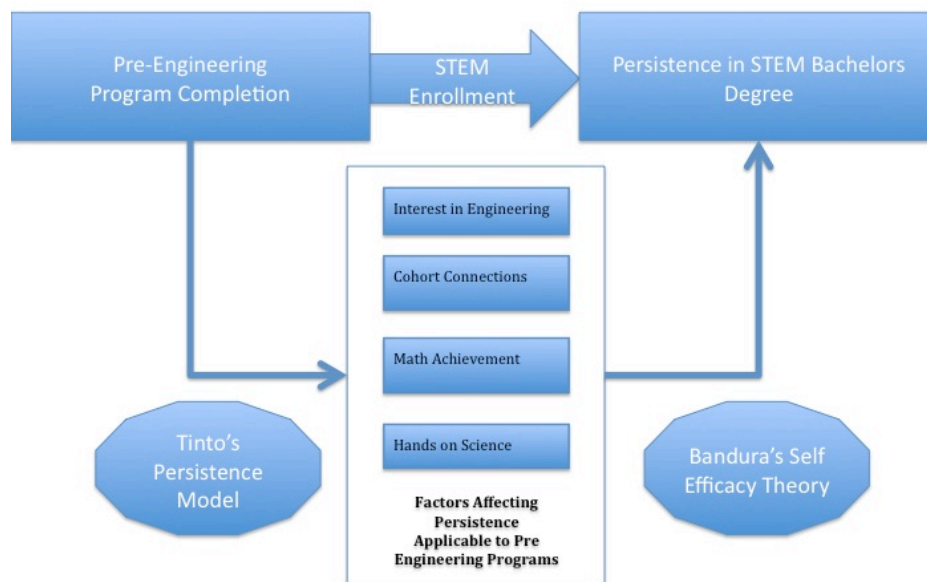 Pre-Engineering
Program Completion
STEM
Enrollment
Persistence in STEM Bachelors
Degree
Interest in Engineering
Cohort Connections
Math Achievement
Hands on Science
Factors Affecting
Persistence
Applicable to Pre
Engineering Programs
Tinto's
Persistence
Model
Bandura's Self
Efficacy Theory